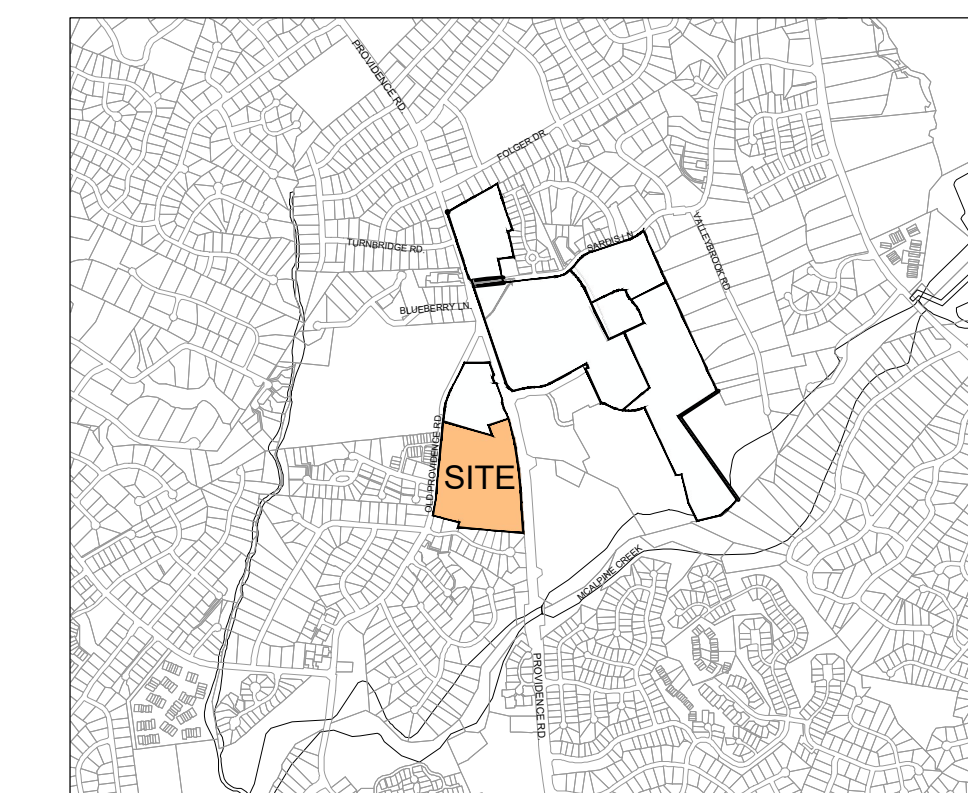 PROVIDENCE RD
FOLGER DR
TURNBRIDGE RD
SARDIS LN
VALLEYBROOK RD
BLUEBERRY LN.
OLD PROVIDENCE RD
SITE
MCALPINE CREEK
PROVIDENCE RD